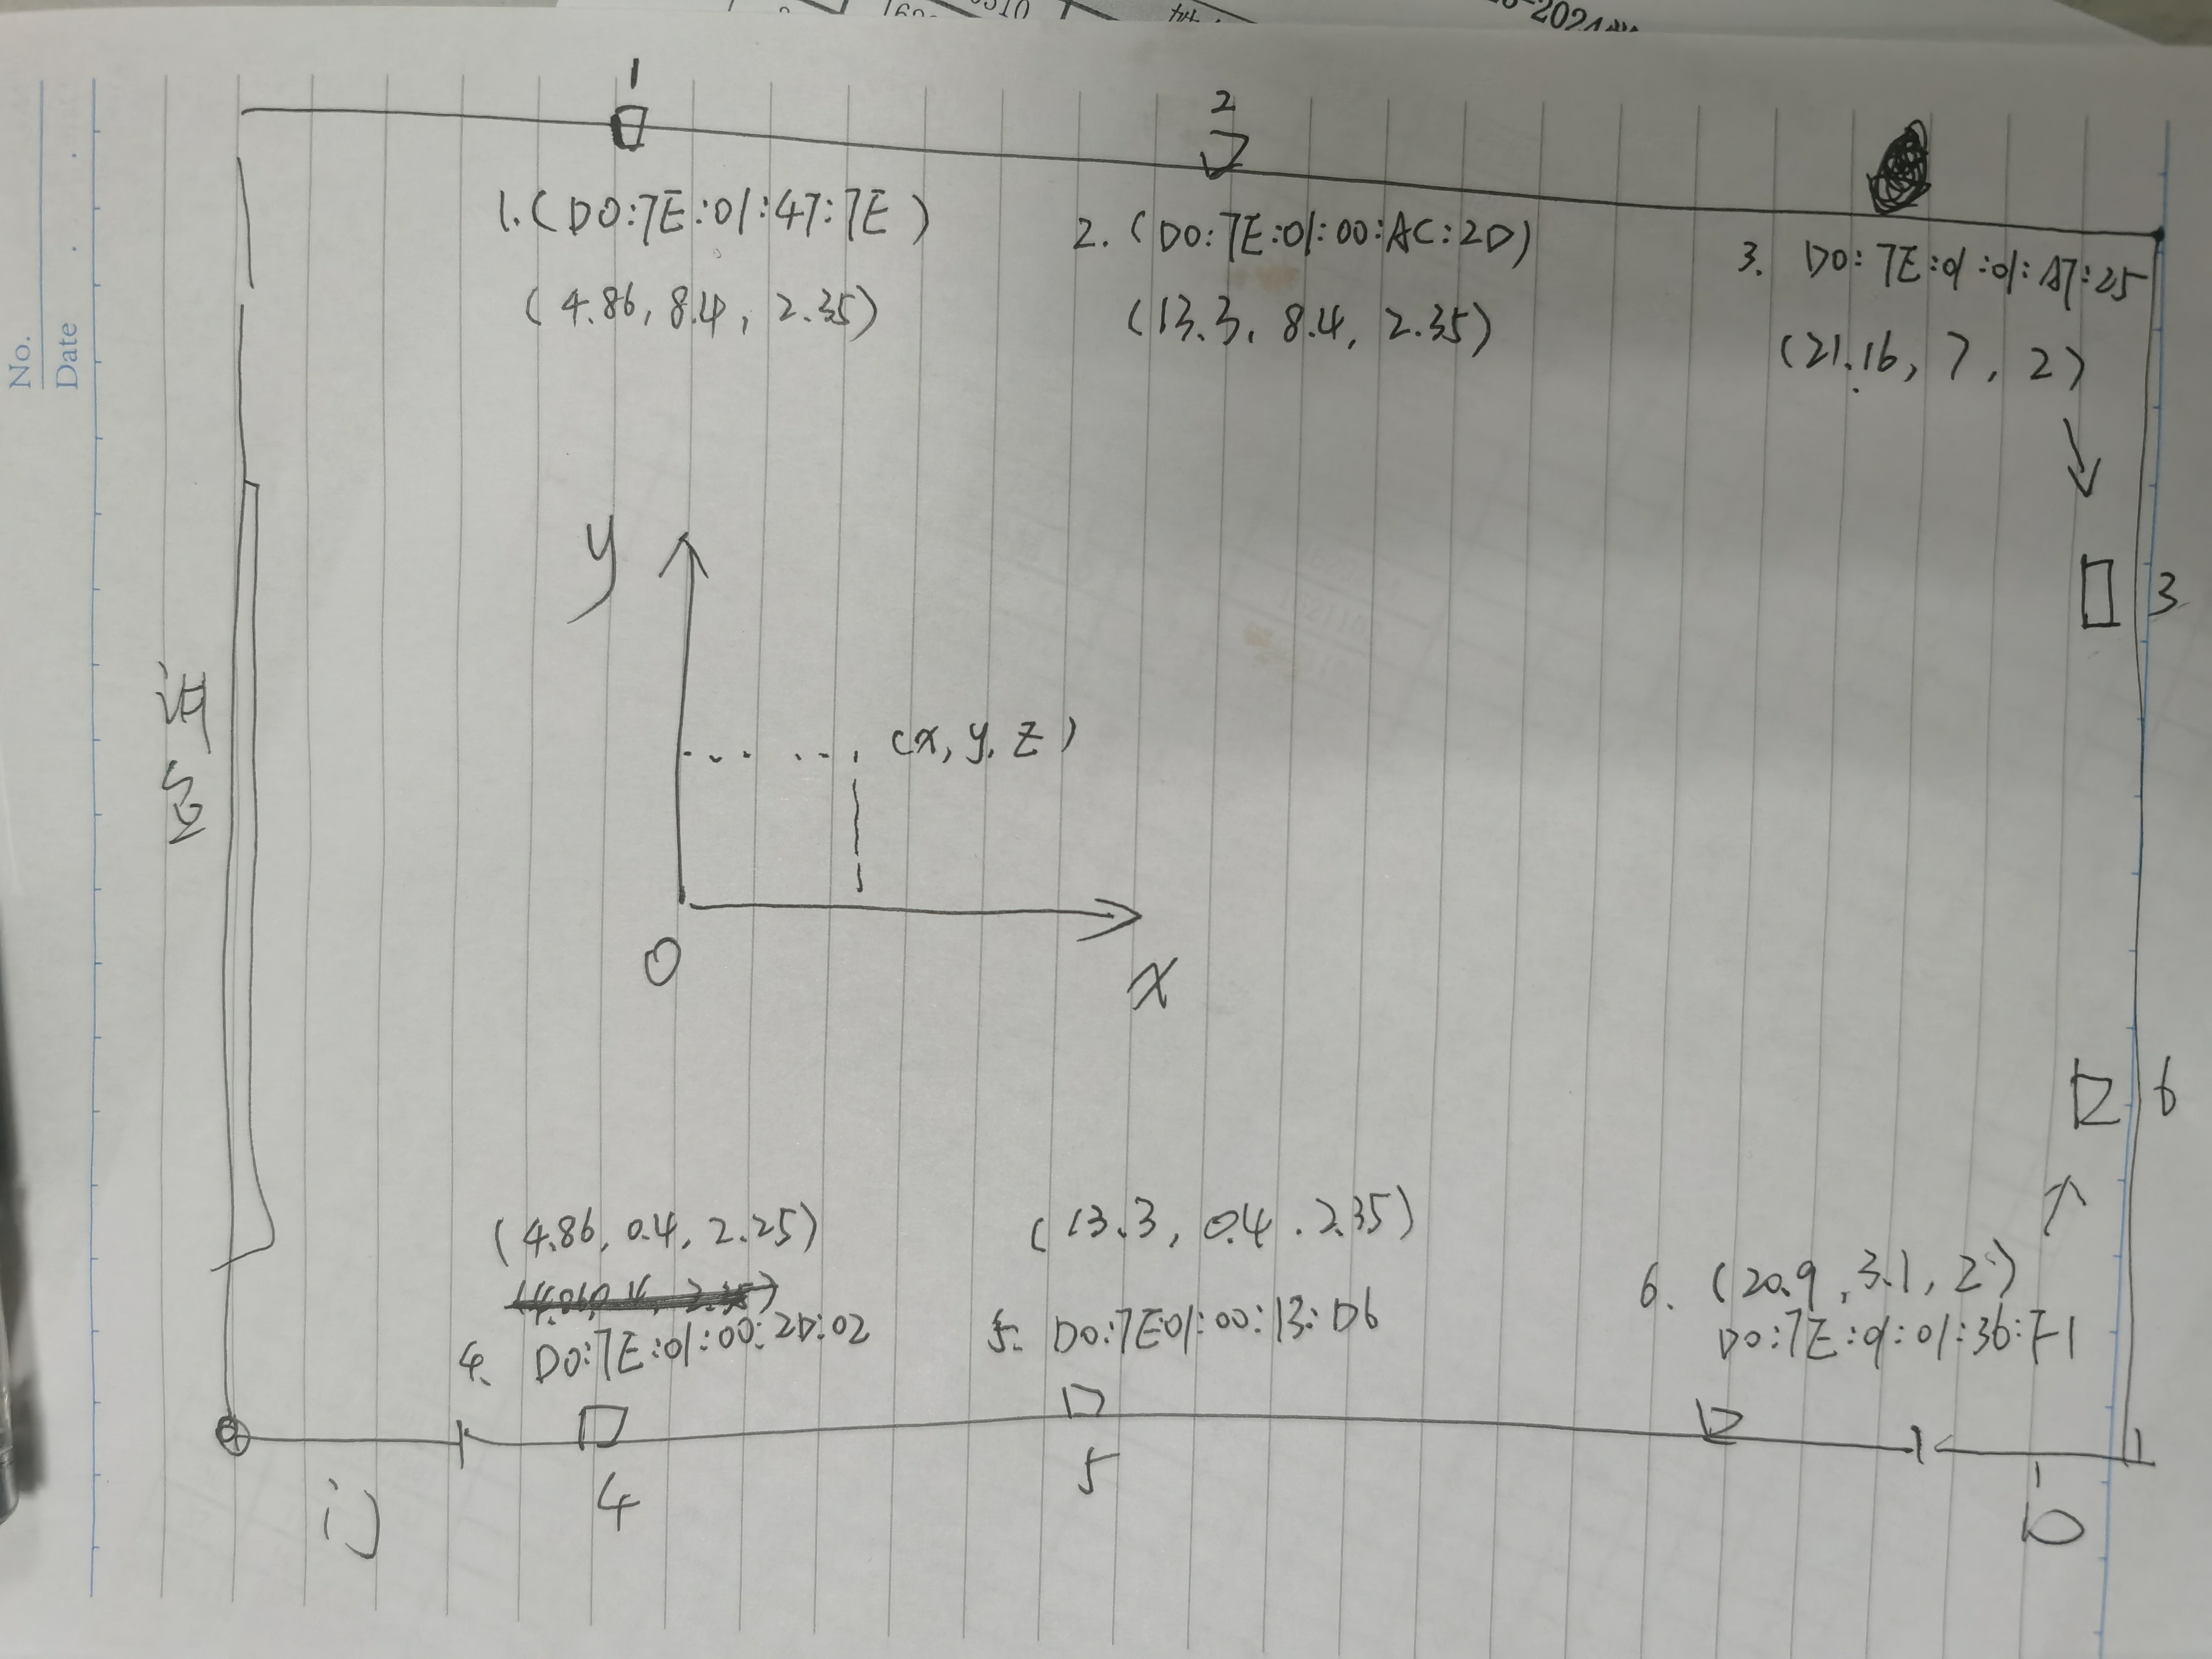 No.
Date
1
2
1.(D0:7E:01:47:7E)
2.(D0:7E:01:00:AC:2D)
3. D0:7E:01:01:A7:25
(4.86, 8.4, 2.35)
(13.3, 8.4, 2.35)
(21.16, 7, 2)
3
y
(x, y, z)
0
x
讲台
6
(4.86, 0.4, 2.25)
(13.3, 0.4. 2.35)
6. (20.9, 3.1, 2)
4. D0:7E:01:00:2D:02
5. D0:7E:01:00:13:D6
D0:7E:01:01:36:F1
4
5
门